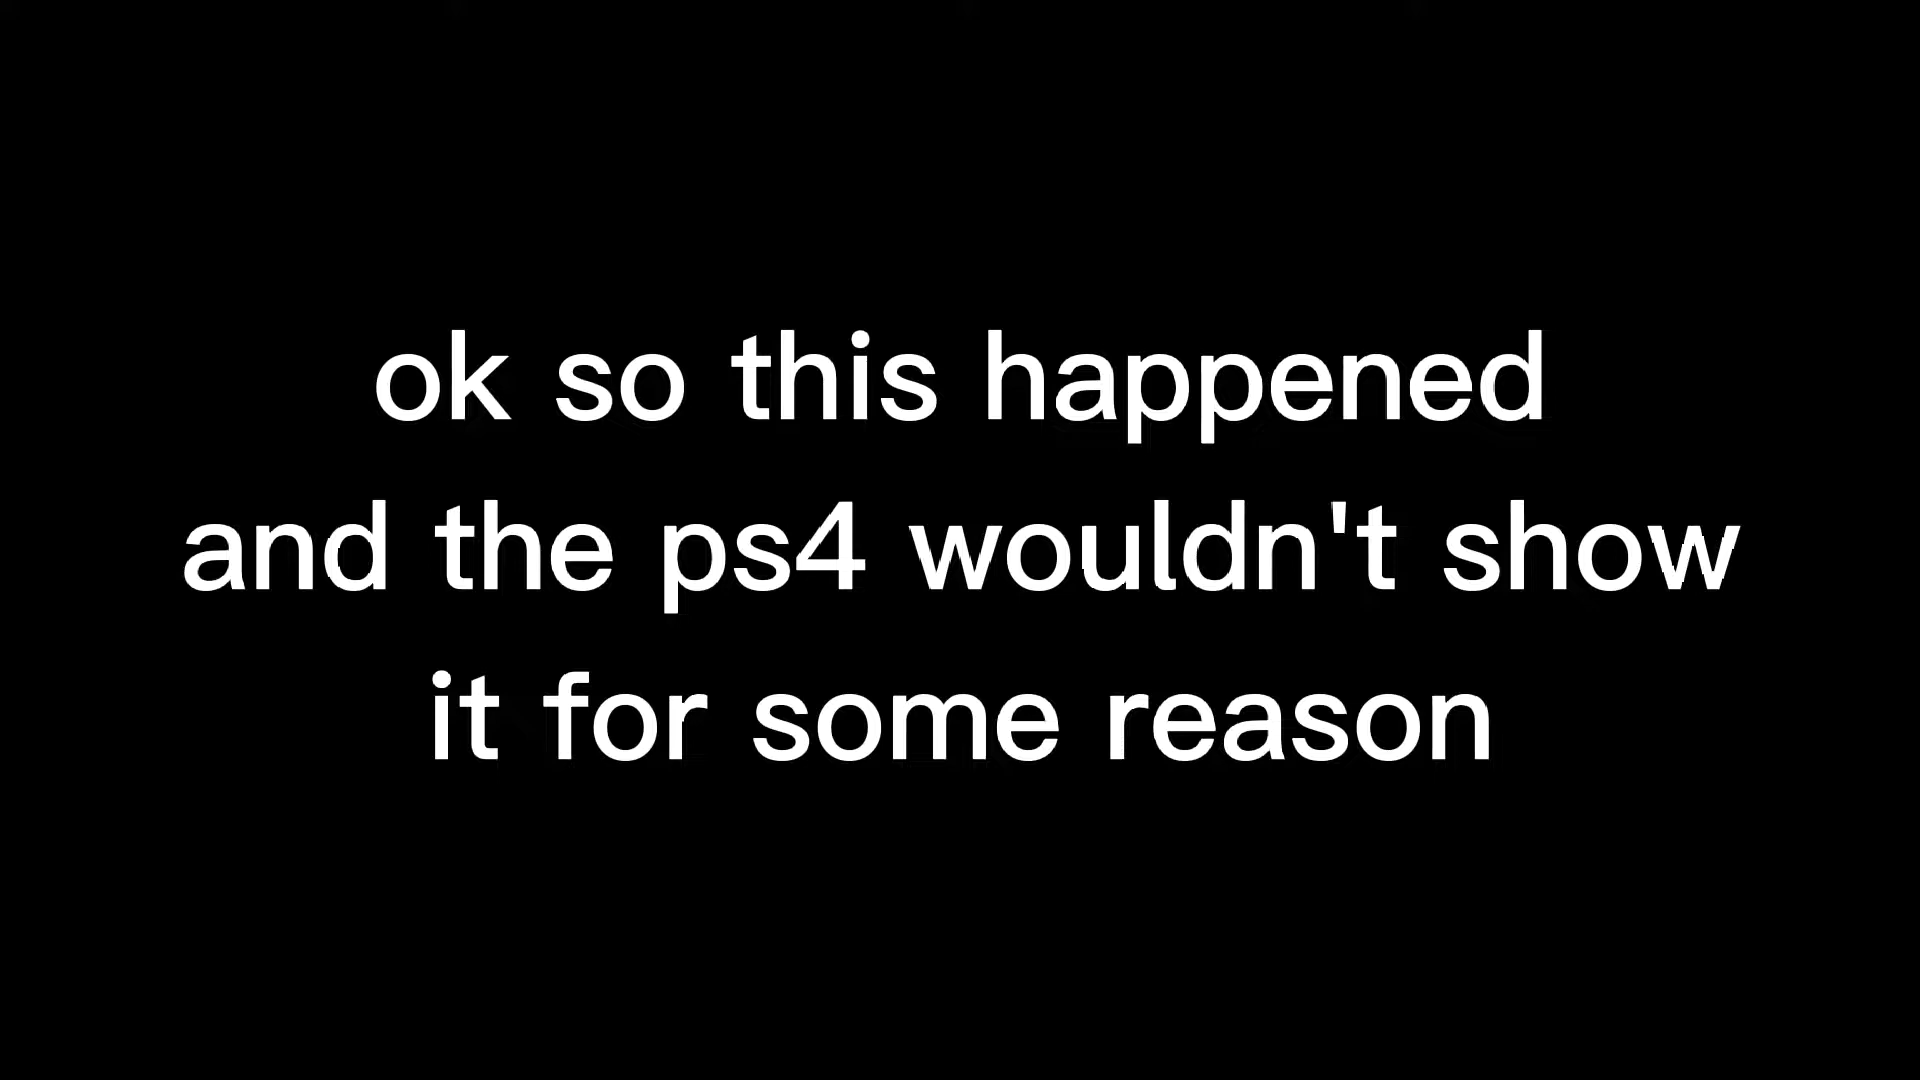 ok so this happened
and the ps4 wouldn't show
it for some reason